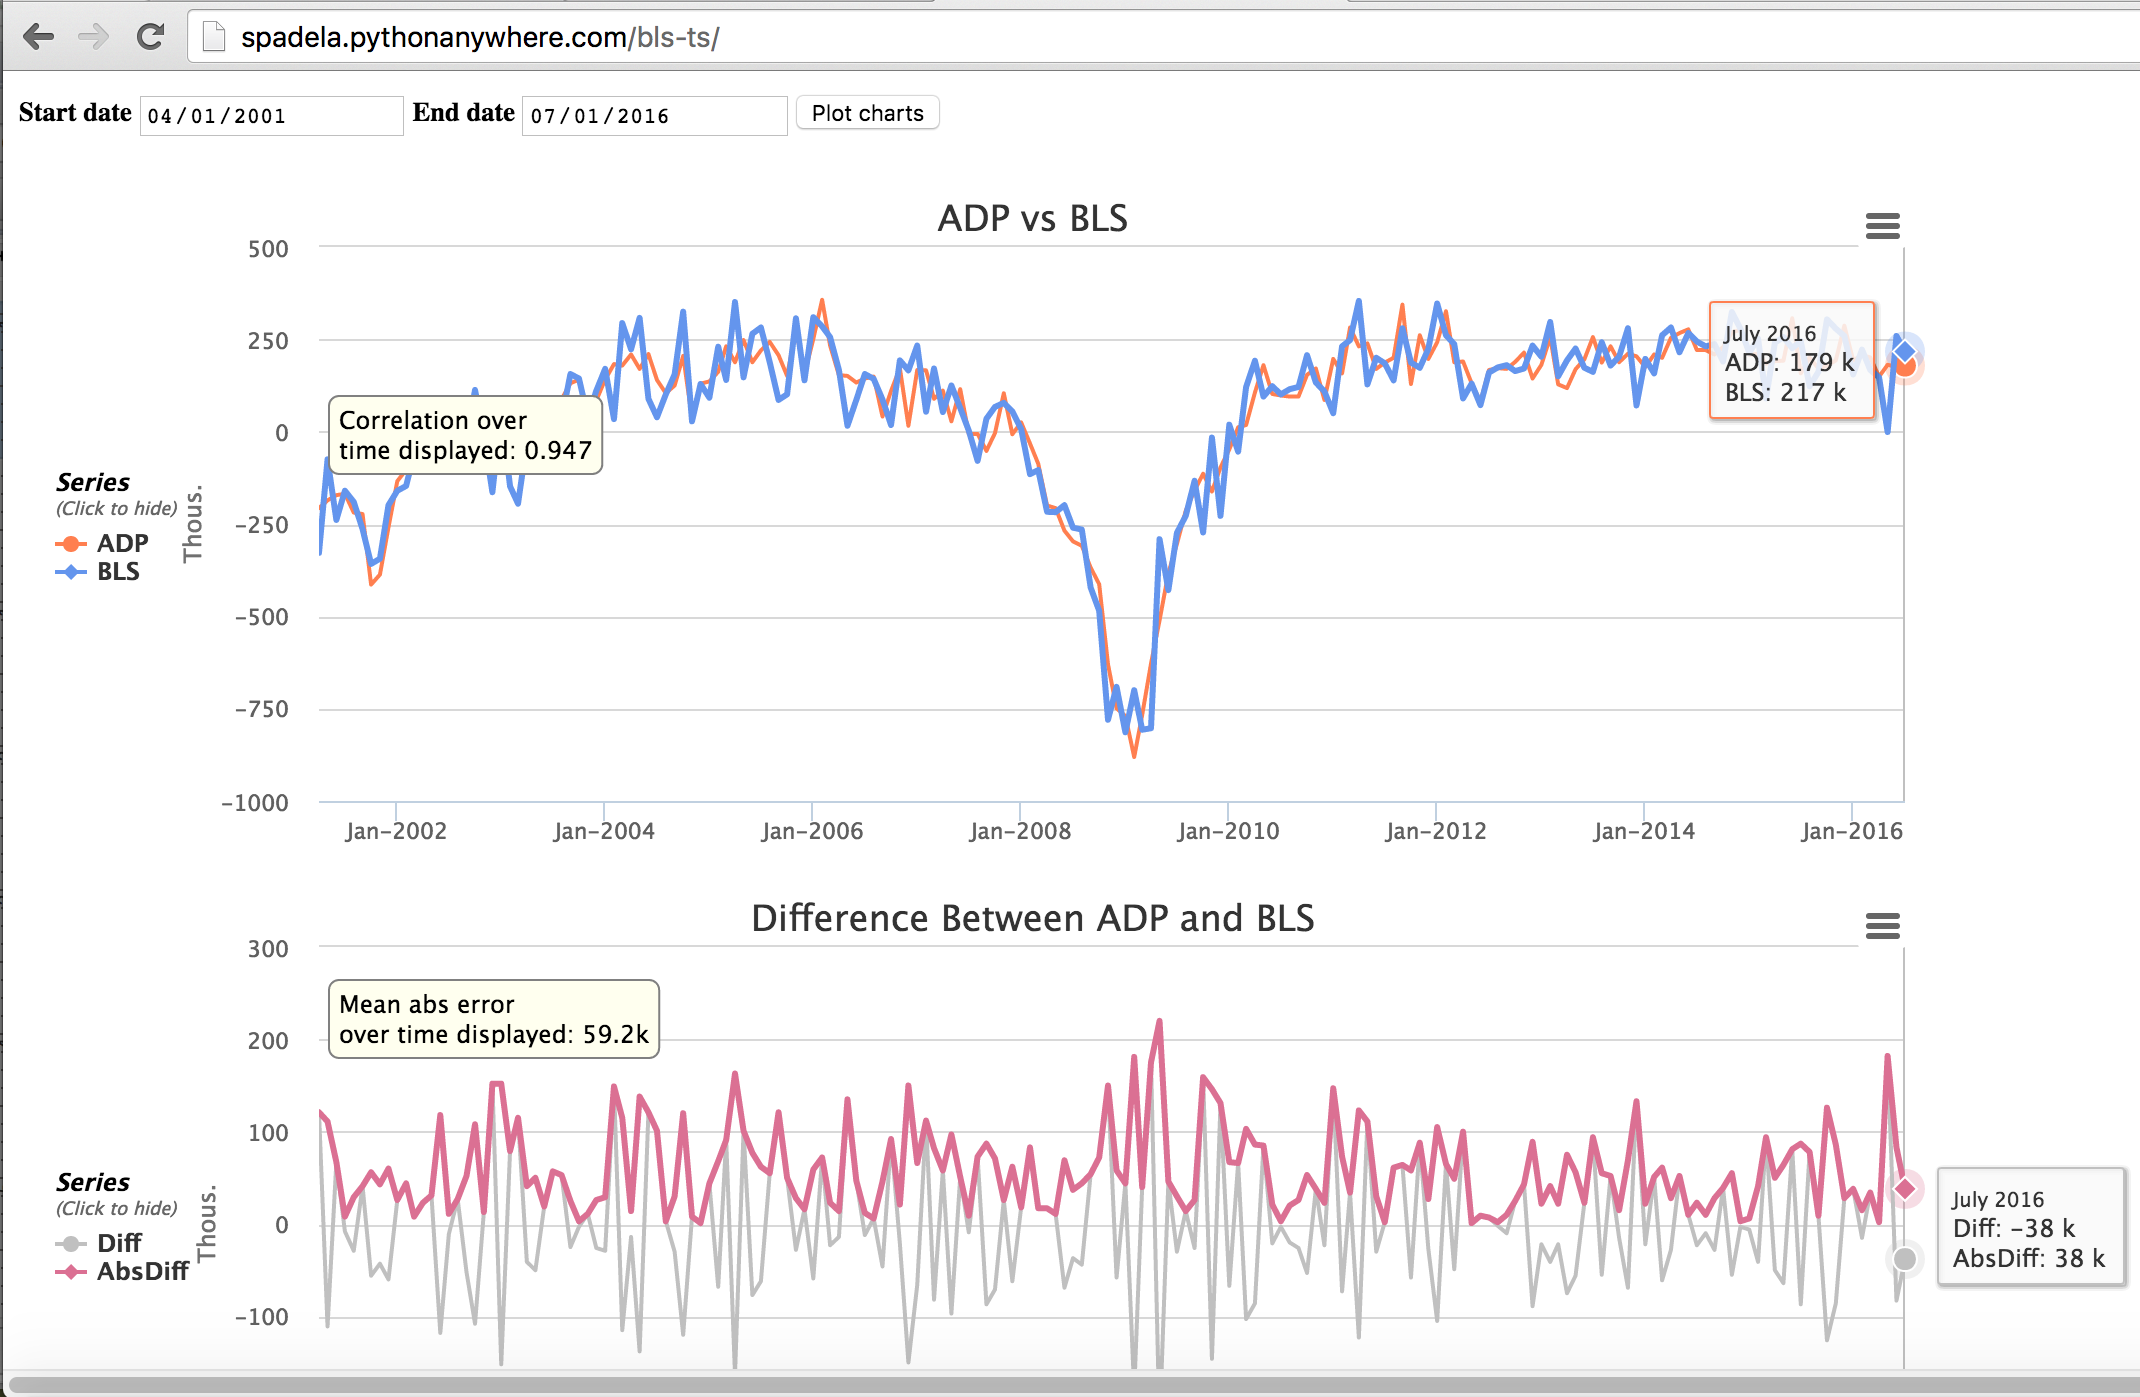 spadela.pythonanywhere.com/bls-ts/
Start date 04/01/2001 End date 07/01/2016 Plot charts
ADP vs BLS
500
250
0
−250
−500
−750
−1000
Thous.
Series
(Click to hide)
ADP
BLS
Correlation over
time displayed: 0.947
July 2016
ADP: 179 k
BLS: 217 k
Jan−2002 Jan−2004 Jan−2006 Jan−2008 Jan−2010 Jan−2012 Jan−2014 Jan−2016
Difference Between ADP and BLS
300
200
100
0
−100
Thous.
Series
(Click to hide)
Diff
AbsDiff
Mean abs error
over time displayed: 59.2k
July 2016
Diff: −38 k
AbsDiff: 38 k